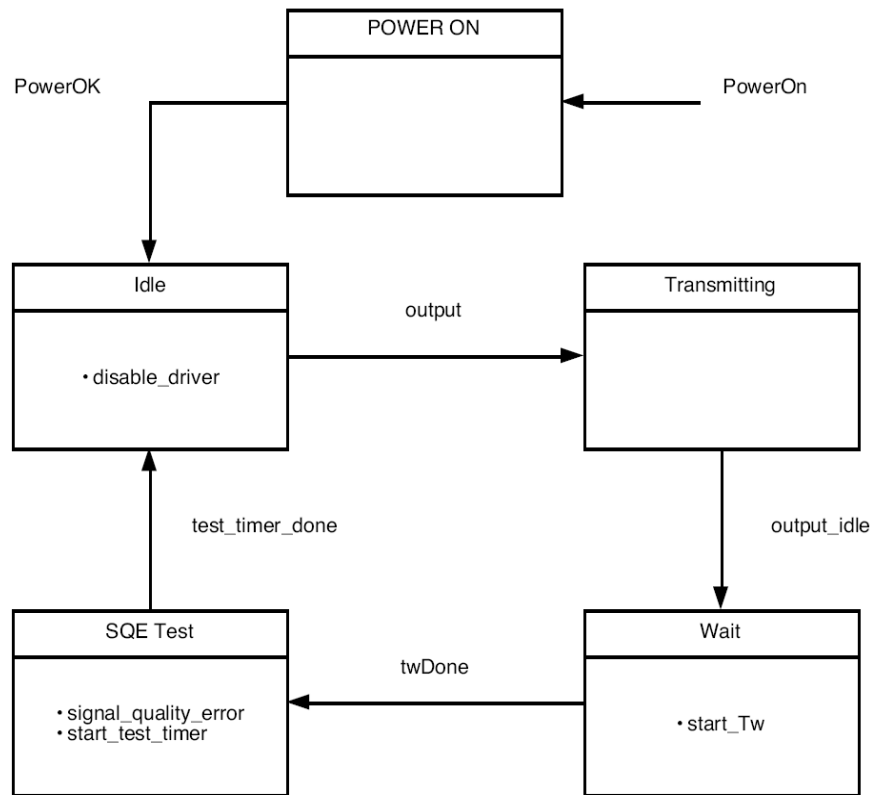 POWER ON
PowerOK
PowerOn
Idle
Transmitting
output
• disable_driver
test_timer_done
output_idle
SQE Test
Wait
twDone
• signal_quality_error
• start_test_timer
• start_Tw